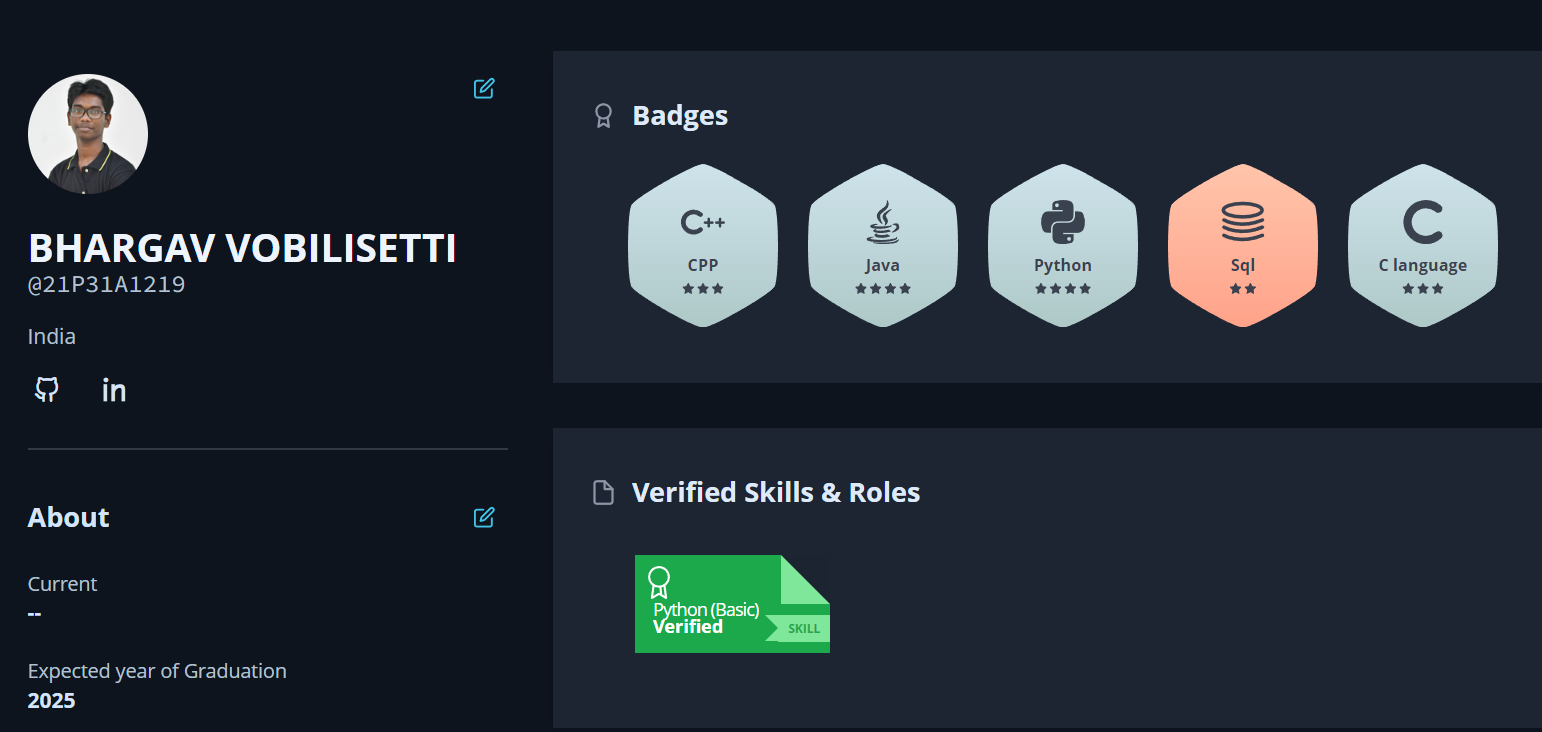 BHARGAV VOBILISETTI
@21P31A1219
India
in
About
Current
--
Expected year of Graduation
2025
Badges
C++
CPP
Java
Python
Sql
C
C language
Verified Skills & Roles
Python (Basic)
Verified
SKILL